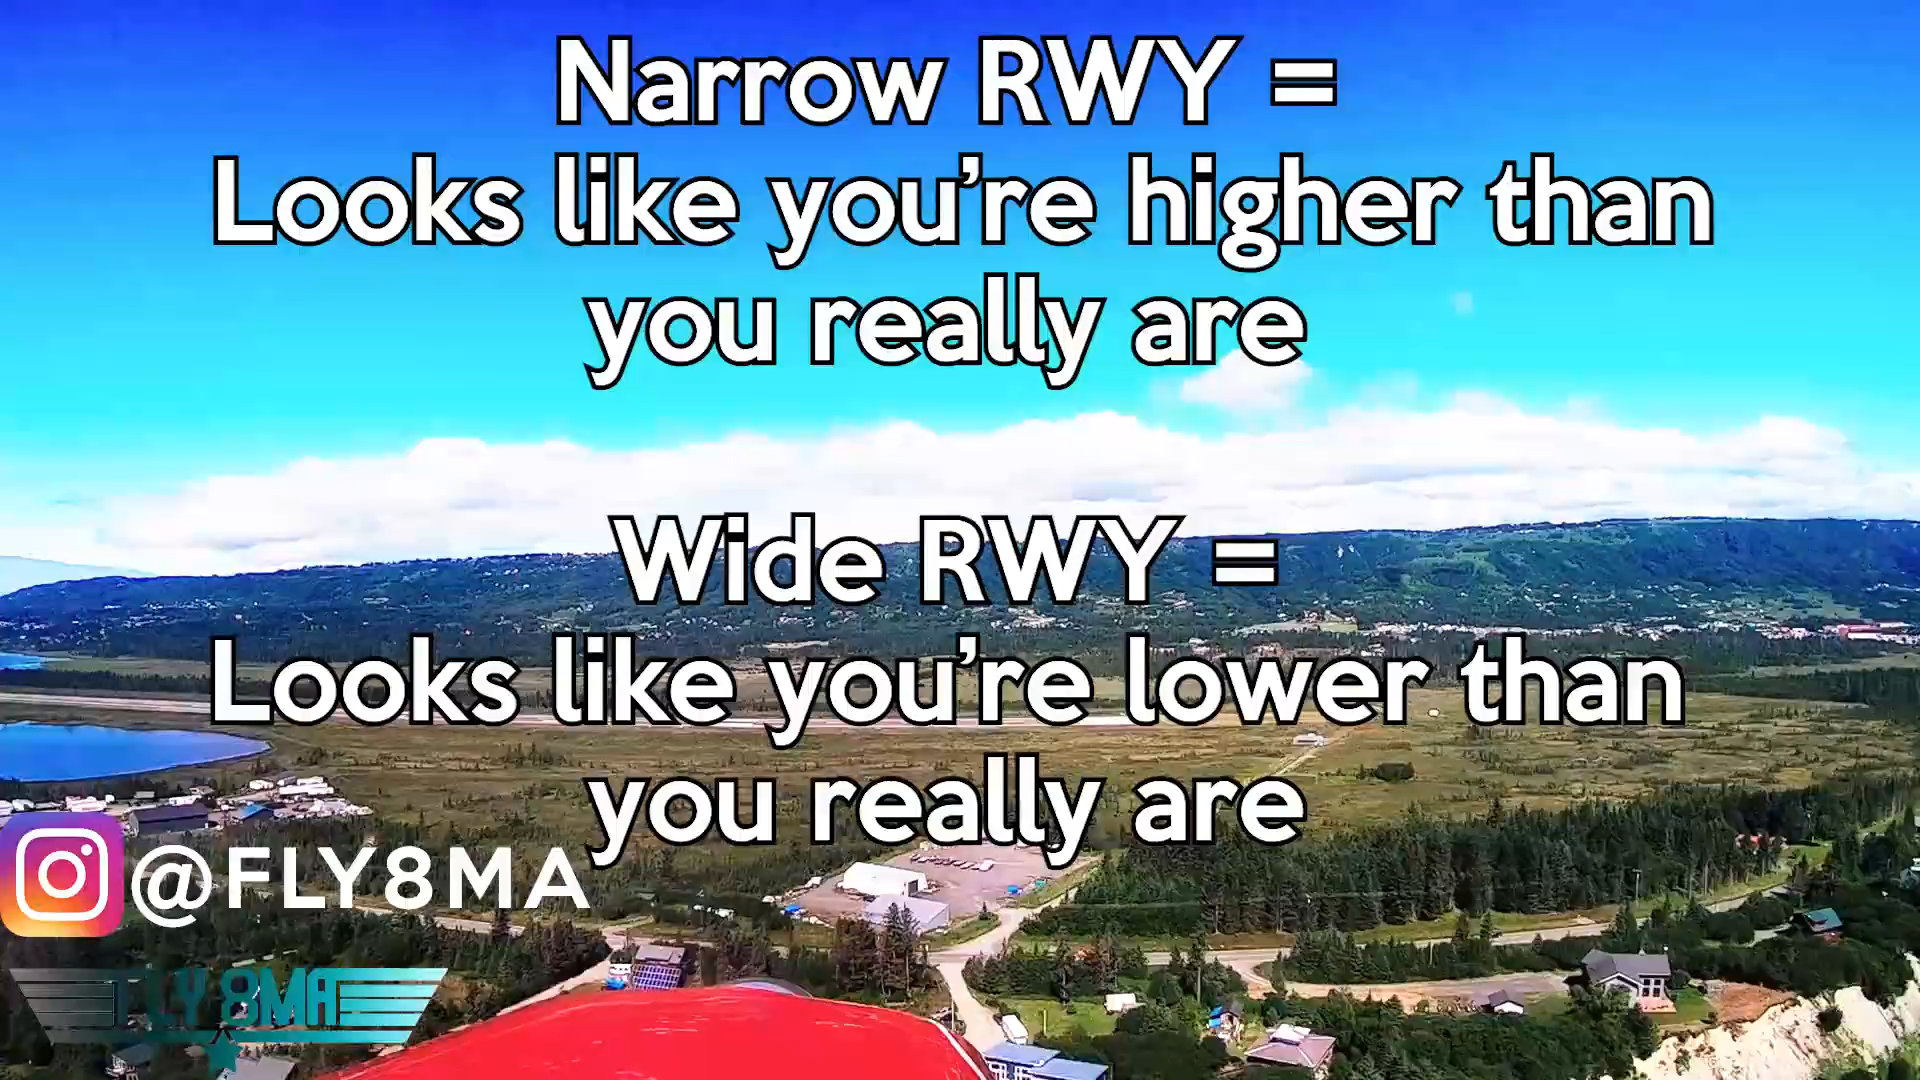 Narrow RWY =
Looks like you're higher than
you really are
Wide RWY =
Looks like you're lower than
you really are
@FLY8MA
FLY8MA